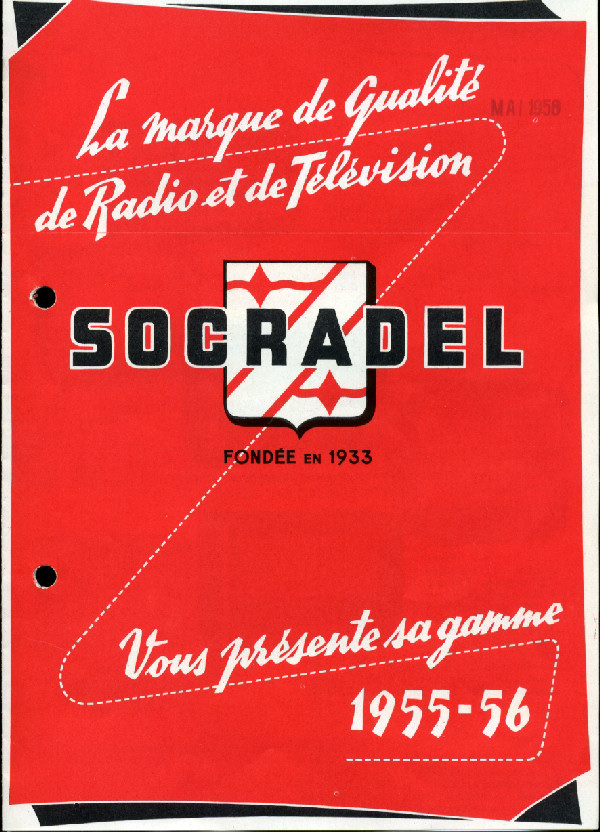 La marque de Qualité
MAI 1956
de Radio et de Télévision
SOCRADEL
FONDÉE EN 1933
Vous présente sa gamme
1955-56